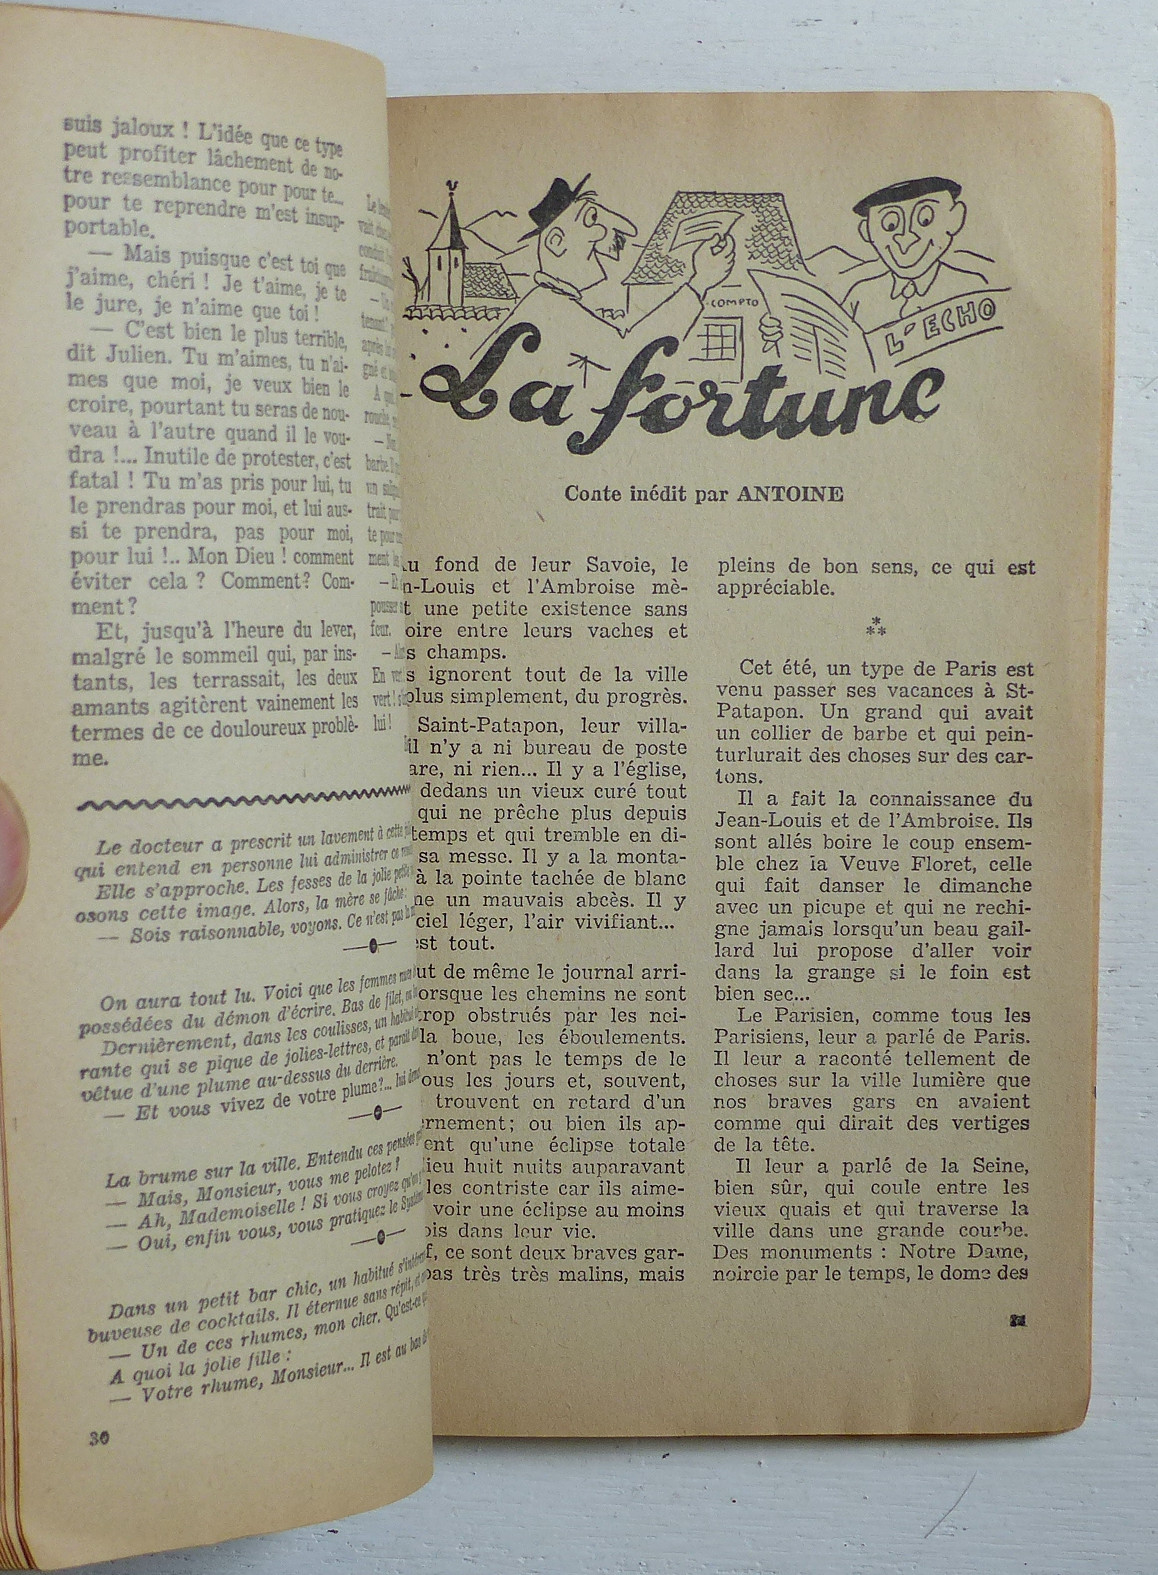 suis jaloux ! L'idée que ce type
peut profiter lâchement de no-
tre ressemblance pour pour te...
pour te reprendre m'est insup-
portable.
— Mais puisque c'est toi que
j'aime, chéri ! Je t'aime, je te
le jure, je n'aime que toi !
— C'est bien le plus terrible,
dit Julien. Tu m'aimes, tu n'ai-
mes que moi, je veux bien le
croire, pourtant tu seras de nou-
veau à l'autre quand il le vou-
dra !... Inutile de protester, c'est
fatal ! Tu m'as pris pour lui, tu
le prendras pour moi, et lui aus-
si te prendra, pas pour moi,
pour lui !.. Mon Dieu ! comment
éviter cela ? Comment? Com-
ment?
Et, jusqu'à l'heure du lever,
malgré le sommeil qui, par ins-
tants, les terrassait, les deux
amants agitèrent vainement les
termes de ce douloureux problè-
me.
Le docteur a prescrit un lavement à cette
qui entend en personne lui administrer ce
Elle s'approche. Les fesses de la jolie
osons cette image. Alors, la mère se fâche :
— Sois raisonnable, voyons. Ce n'est pas
On aura tout lu. Voici que les femmes
possédées du démon d'écrire. Bas de filet,
Dernièrement, dans les coulisses, un habitué
rante qui se pique de jolies-lettres, et paraît
vêtue d'une plume au-dessus du derrière.
— Et vous vivez de votre plume?... lui
La brume sur la ville. Entendu ces pensées
— Mais, Monsieur, vous me pelotez !
— Ah, Mademoiselle ! Si vous croyez
— Oui, enfin vous, vous pratiquez le
Dans un petit bar chic, un habitué
buveuse de cocktails. Il éternue sans répit,
— Un de ces rhumes, mon cher. Qu'est-ce
A quoi la jolie fille :
— Votre rhume, Monsieur... Il est au bas
30
COMPTO
L'ECHO
La fortune
Conte inédit par ANTOINE
u fond de leur Savoie, le
n-Louis et l'Ambroise mè-
t une petite existence sans
oire entre leurs vaches et
s champs.
s ignorent tout de la ville
plus simplement, du progrès.
Saint-Patapon, leur villa-
il n'y a ni bureau de poste
are, ni rien... Il y a l'église,
dedans un vieux curé tout
qui ne prêche plus depuis
temps et qui tremble en di-
sa messe. Il y a la monta-
à la pointe tachée de blanc
ne un mauvais abcès. Il y
ciel léger, l'air vivifiant...
est tout.
ut de même le journal arri-
orsque les chemins ne sont
trop obstrués par les nei-
la boue, les éboulements.
n'ont pas le temps de le
ous les jours et, souvent,
trouvent en retard d'un
ernement; ou bien ils ap-
ent qu'une éclipse totale
lieu huit nuits auparavant
les contriste car ils aime-
voir une éclipse au moins
ois dans leur vie.
f, ce sont deux braves gar-
pas très très malins, mais
pleins de bon sens, ce qui est
appréciable.
*
**
Cet été, un type de Paris est
venu passer ses vacances à St-
Patapon. Un grand qui avait
un collier de barbe et qui pein-
turlurait des choses sur des car-
tons.
Il a fait la connaissance du
Jean-Louis et de l'Ambroise. Ils
sont allés boire le coup ensem-
ble chez la Veuve Floret, celle
qui fait danser le dimanche
avec un picupe et qui ne rechi-
gne jamais lorsqu'un beau gail-
lard lui propose d'aller voir
dans la grange si le foin est
bien sec...
Le Parisien, comme tous les
Parisiens, leur a parlé de Paris.
Il leur a raconté tellement de
choses sur la ville lumière que
nos braves gars en avaient
comme qui dirait des vertiges
de la tête.
Il leur a parlé de la Seine,
bien sûr, qui coule entre les
vieux quais et qui traverse la
ville dans une grande courbe.
Des monuments : Notre Dame,
noircie par le temps, le dome des